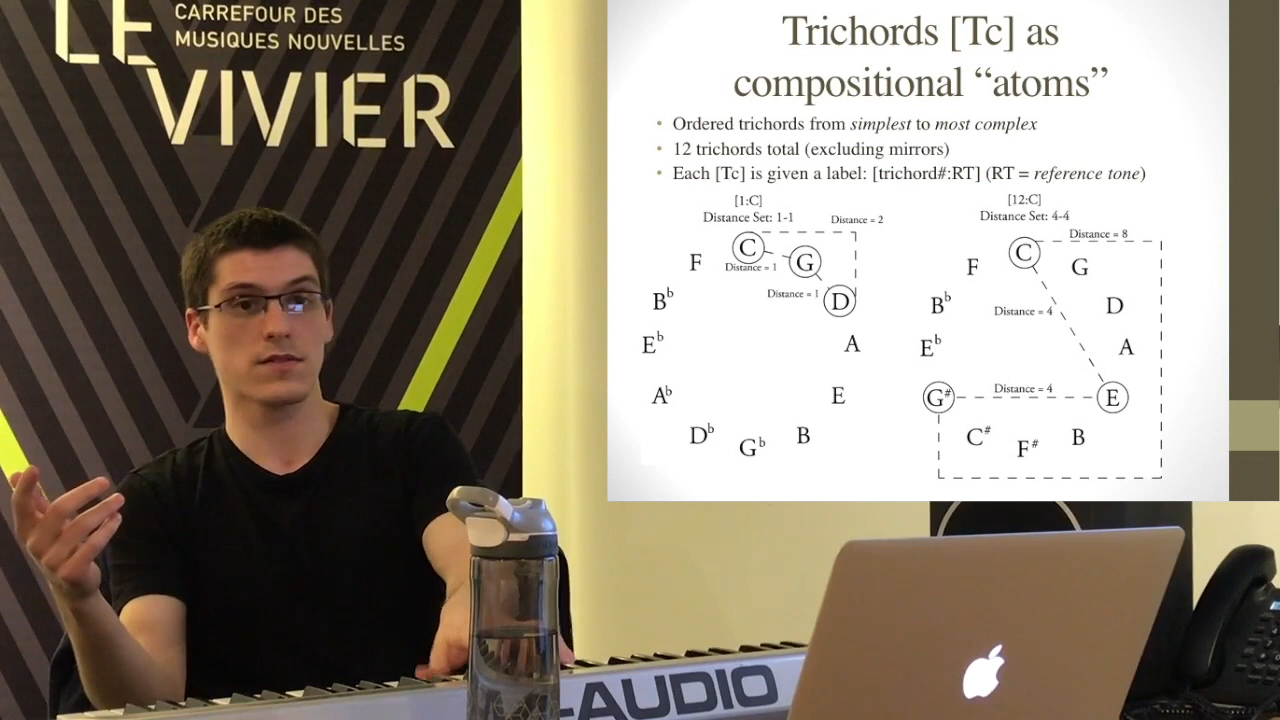 LE
CARREFOUR DES
MUSIQUES NOUVELLES
VIVIER
Trichords [Tc] as
compositional “atoms”
• Ordered trichords from simplest to most complex
• 12 trichords total (excluding mirrors)
• Each [Tc] is given a label: [trichord#:RT] (RT = reference tone)
[1:C]
Distance Set: 1-1
Distance = 2
C
G
D
A
E
B
Gb
Db
Ab
Eb
Bb
F
Distance = 1
Distance = 1
[12:C]
Distance Set: 4-4
Distance = 8
C
G
D
A
E
B
F#
C#
G#
Eb
Bb
F
Distance = 4
Distance = 4
-AUDIO